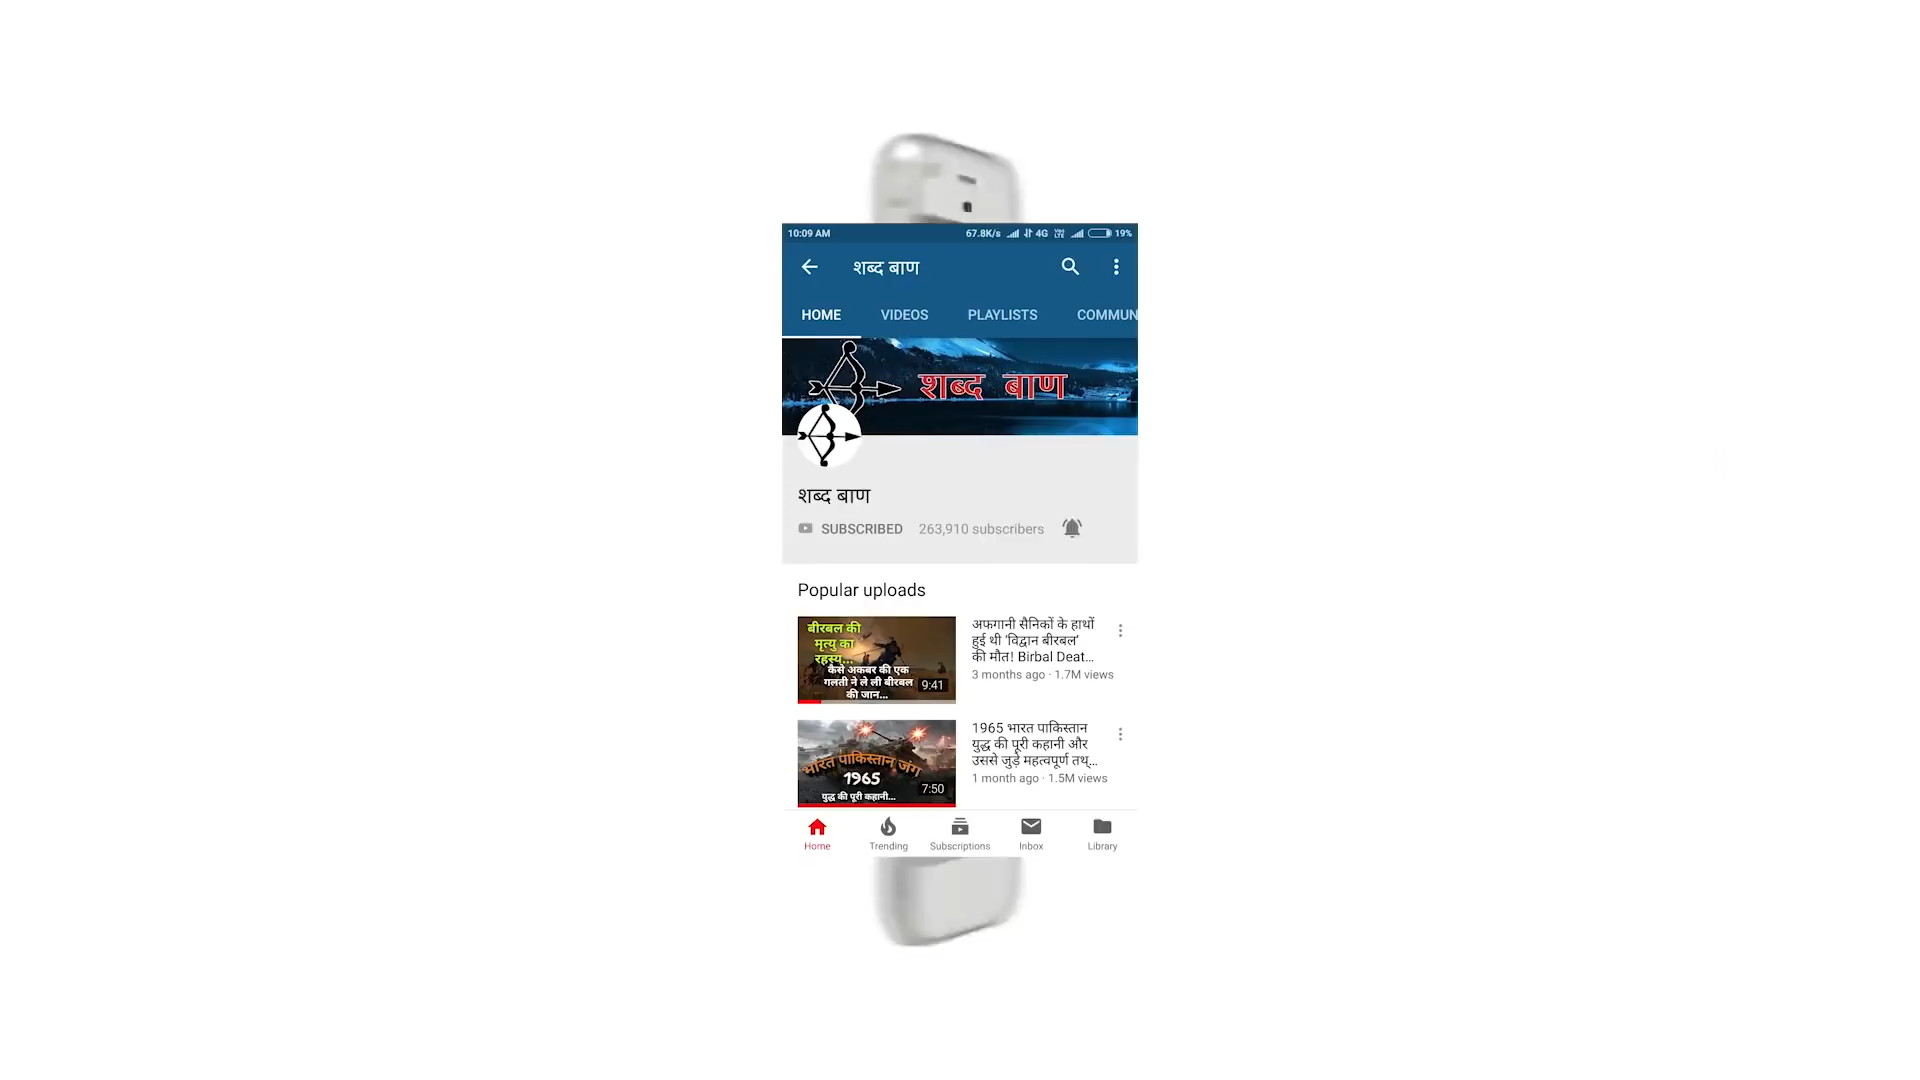 10:09 AM 67.8K/s 4G VoLTE 19%
शब्द बाण
HOME VIDEOS PLAYLISTS COMMUN
शब्द बाण
शब्द बाण
SUBSCRIBED 263,910 subscribers
Popular uploads
बीरबल की
मृत्यु का
रहस्य...
कैसे अकबर की एक
गलती ने ले ली बीरबल
की जान...
9:41
अफगानी सैनिकों के हाथों
हुई थी 'विद्वान बीरबल'
की मौत! Birbal Deat...
3 months ago · 1.7M views
भारत पाकिस्तान जंग
1965
युद्ध की पूरी कहानी...
7:50
1965 भारत पाकिस्तान
युद्ध की पूरी कहानी और
उससे जुड़े महत्वपूर्ण तथ्...
1 month ago · 1.5M views
Home Trending Subscriptions Inbox Library